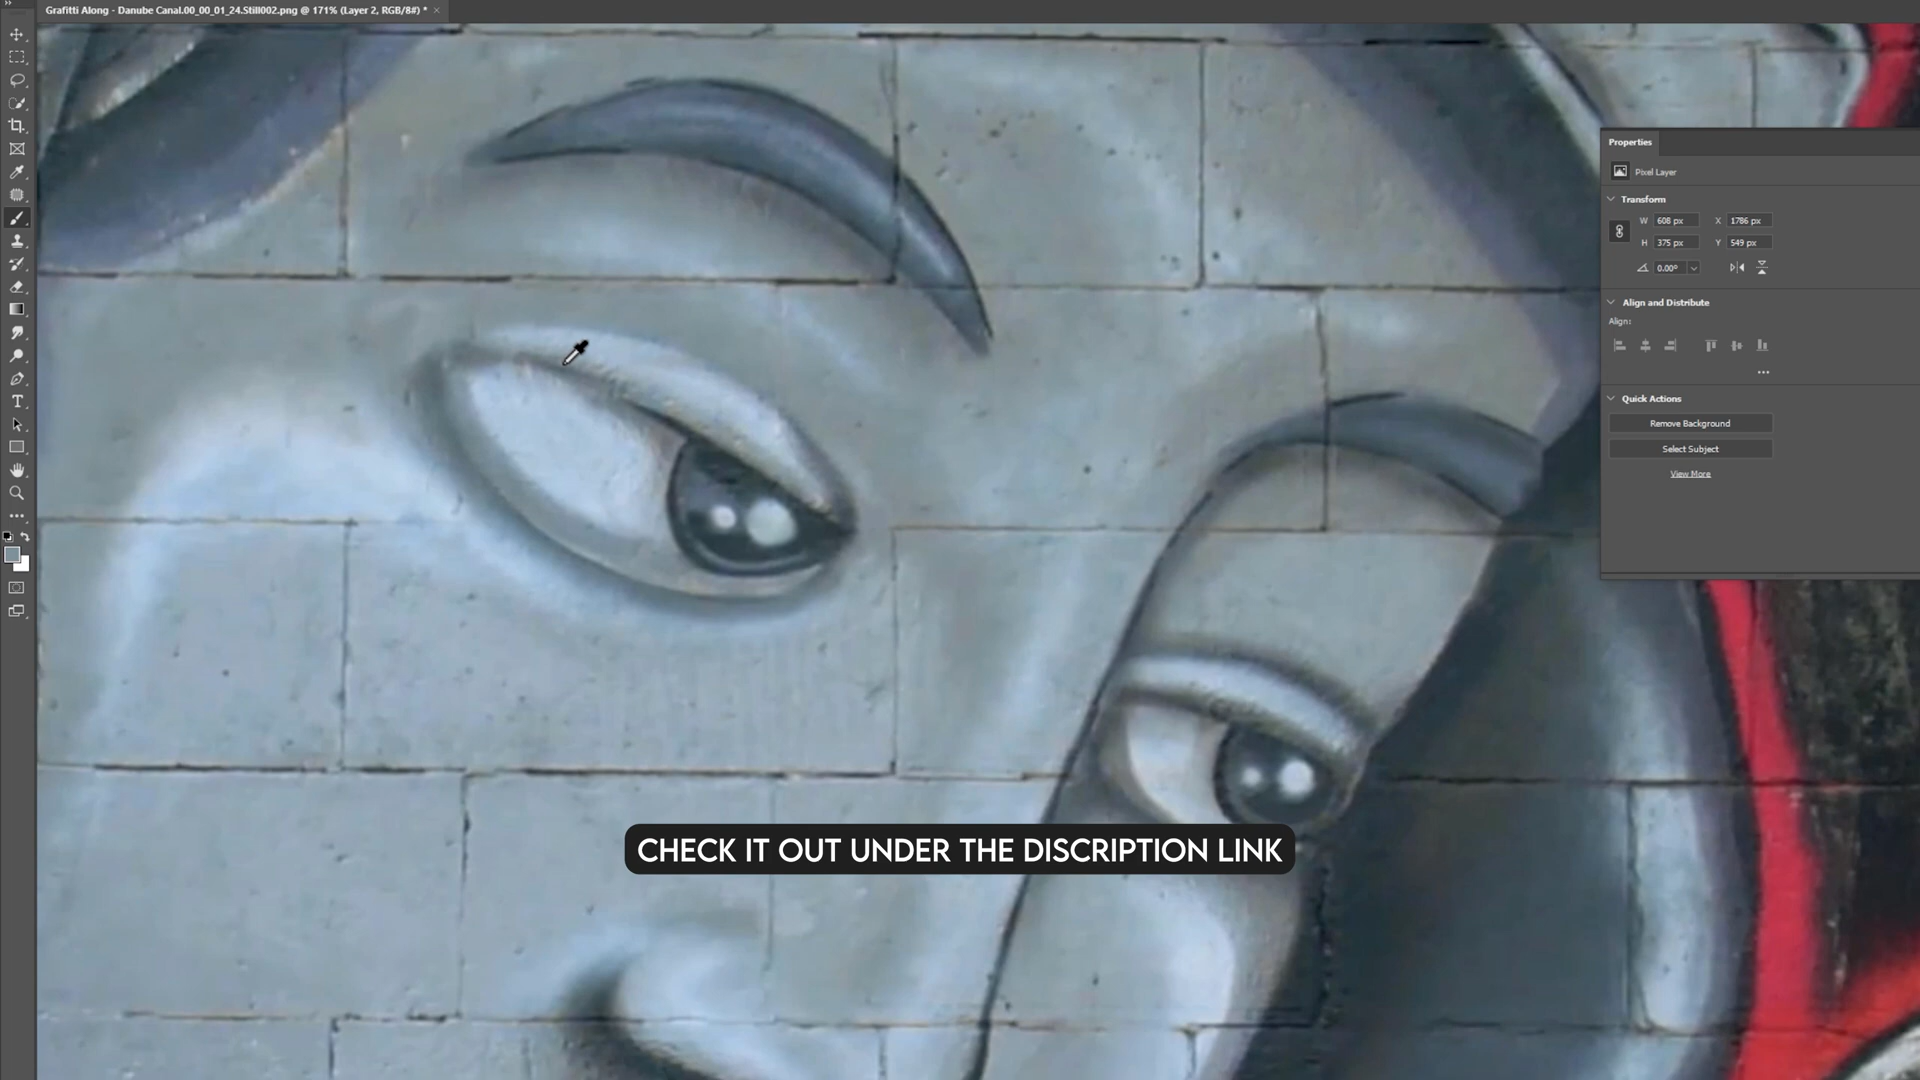 Grafitti Along - Danube Canal.00_00_01_24.Still002.png @ 171% (Layer 2, RGB/8#) *
Properties
Pixel Layer
Transform
W 608 px X 1786 px
H 375 px Y 549 px
0.00°
Align and Distribute
Align:
Quick Actions
Remove Background
Select Subject
View More
CHECK IT OUT UNDER THE DISCRIPTION LINK